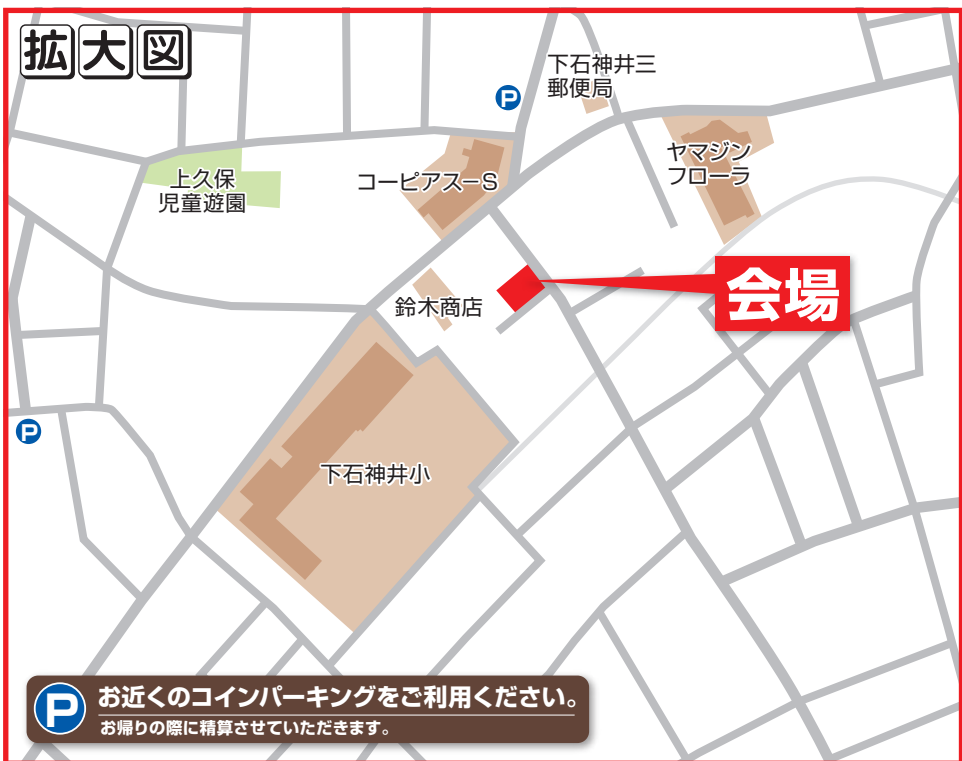 拡大図
下石神井三
郵便局
P
ヤマジン
フローラ
上久保
児童遊園
コーピアス-S
会場
鈴木商店
P
下石神井小
P
お近くのコインパーキングをご利用ください。
お帰りの際に精算させていただきます。